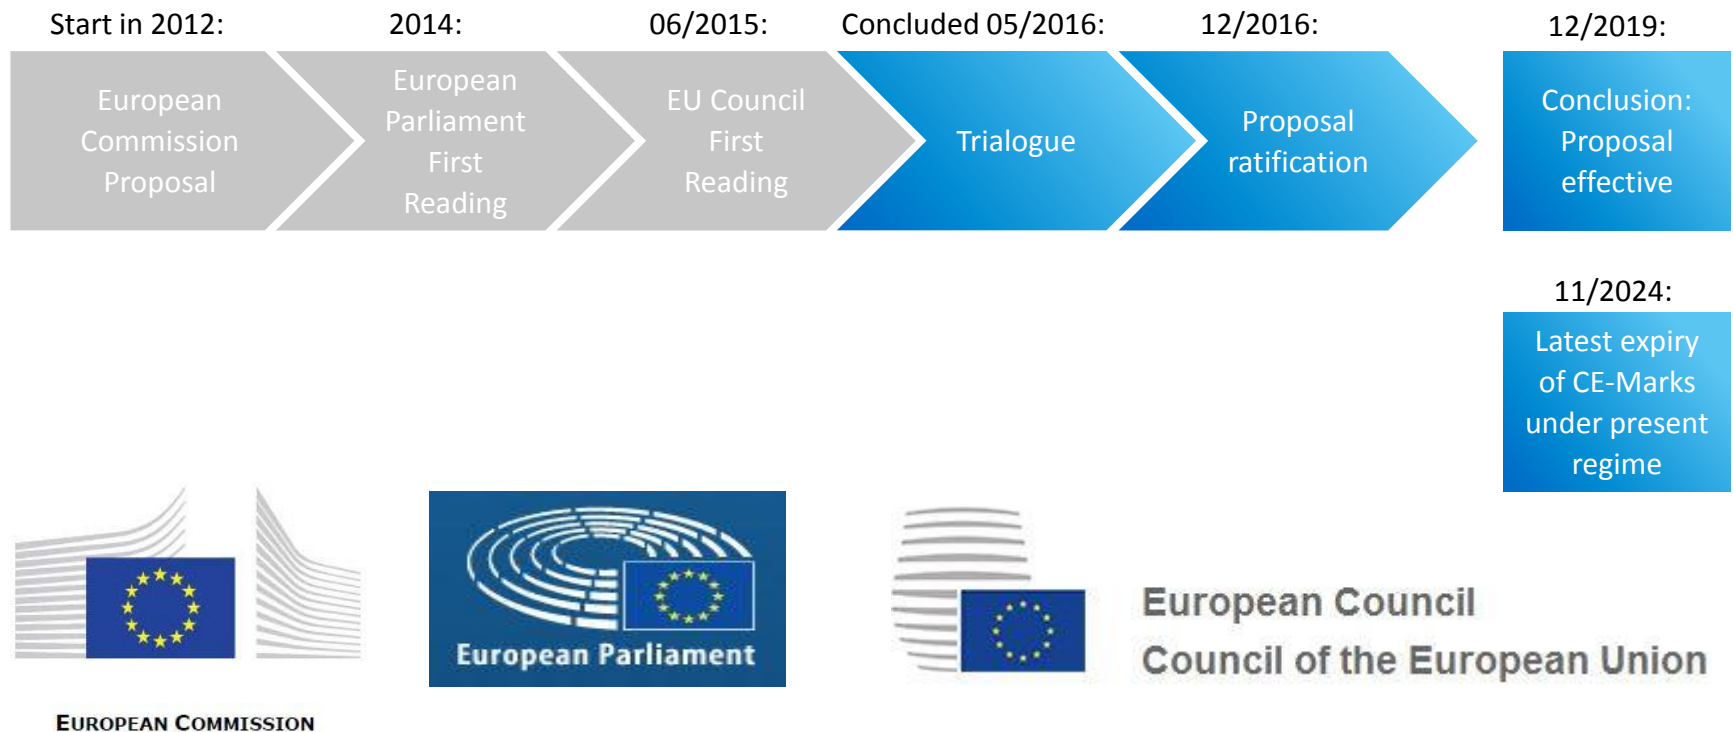 Start in 2012:
2014:
06/2015:
Concluded 05/2016:
12/2016:
12/2019:
European
Commission
Proposal
European
Parliament
First
Reading
EU Council
First
Reading
Trialogue
Proposal
ratification
Conclusion:
Proposal
effective
11/2024:
Latest expiry
of CE-Marks
under present
regime
European Parliament
European Council
Council of the European Union
EUROPEAN COMMISSION